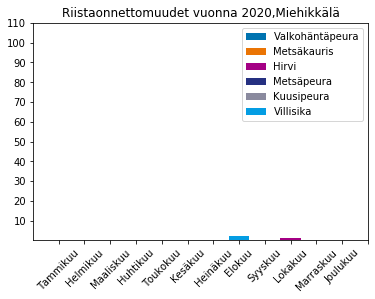 Riistaonnettomuudet vuonna 2020,Miehikkälä
110
100
90
80
70
60
50
40
30
20
10
Valkohäntäpeura
Metsäkauris
Hirvi
Metsäpeura
Kuusipeura
Villisika
Tammikuu
Helmikuu
Maaliskuu
Huhtikuu
Toukokuu
Kesäkuu
Heinäkuu
Elokuu
Syyskuu
Lokakuu
Marraskuu
Joulukuu